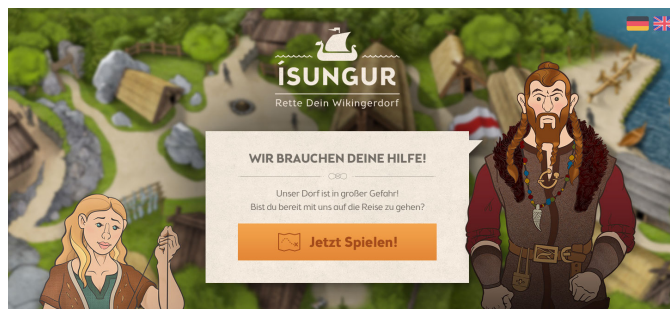 ÍSUNGUR
Rette Dein Wikingerdorf
WIR BRAUCHEN DEINE HILFE!
Unser Dorf ist in großer Gefahr!
Bist du bereit mit uns auf die Reise zu gehen?
Jetzt Spielen!